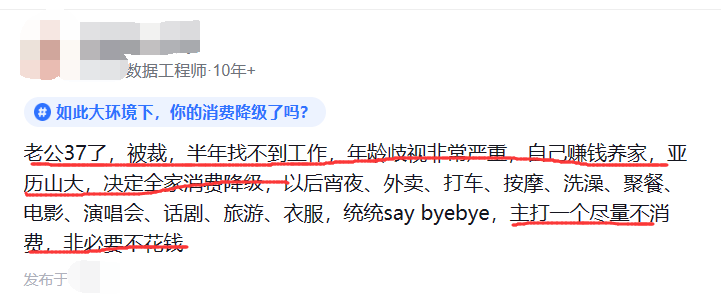 数据工程师·10年+
# 如此大环境下，你的消费降级了吗？
老公37了，被裁，半年找不到工作，年龄歧视非常严重，自己赚钱养家，亚
历山大，决定全家消费降级，以后宵夜、外卖、打车、按摩、洗澡、聚餐、
电影、演唱会、话剧、旅游、衣服，统统say byebye，主打一个尽量不消
费，非必要不花钱
发布于